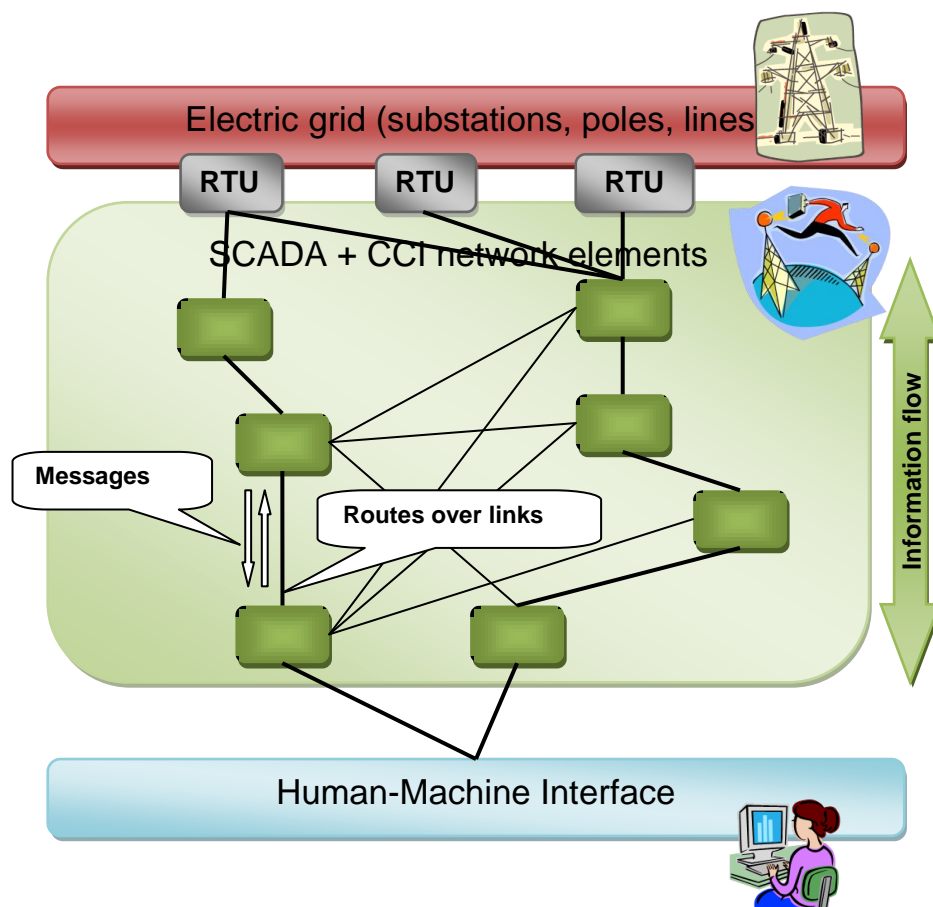 Electric grid (substations, poles, lines
RTU
RTU
RTU
SCADA + CCI network elements
Information flow
Messages
Routes over links
Human-Machine Interface